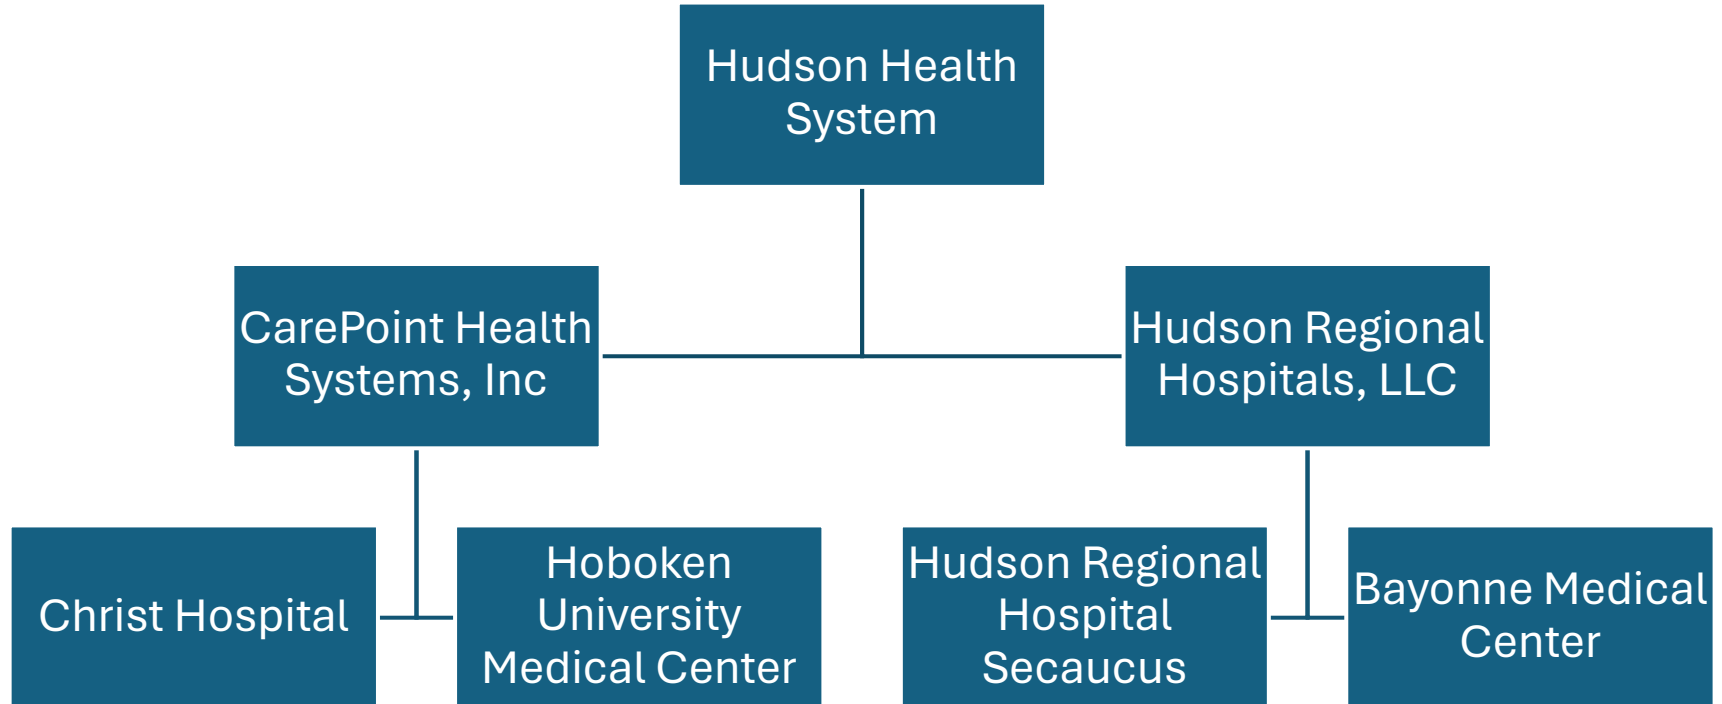 Hudson Health
System
CarePoint Health
Systems, Inc
Hudson Regional
Hospitals, LLC
Christ Hospital
Hoboken
University
Medical Center
Hudson Regional
Hospital
Secaucus
Bayonne Medical
Center